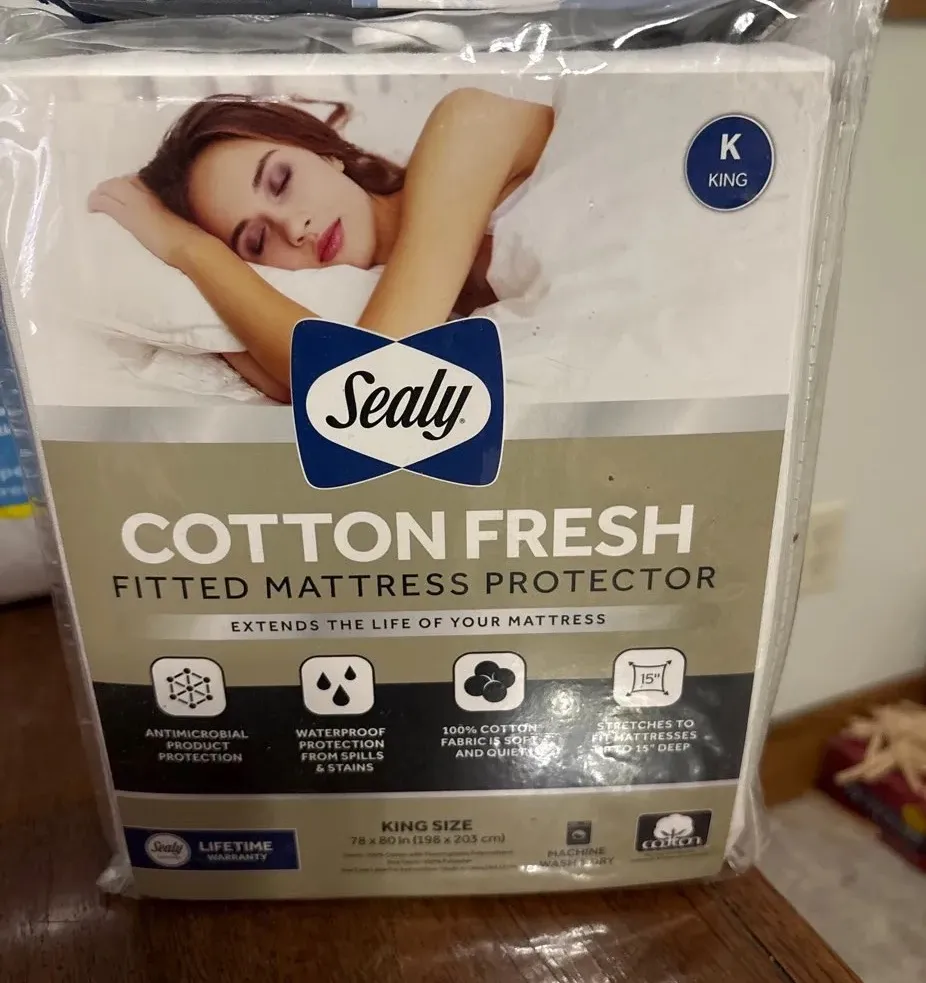 K
KING
Sealy
COTTON FRESH
FITTED MATTRESS PROTECTOR
EXTENDS THE LIFE OF YOUR MATTRESS
15"
ANTIMICROBIAL
PRODUCT
PROTECTION
WATERPROOF
PROTECTION
FROM SPILLS
& STAINS
100% COTTON
FABRIC IS SOFT
AND QUIET
STRETCHES TO
FIT MATTRESSES
UP TO 15" DEEP
Sealy
LIFETIME
WARRANTY
KING SIZE
78 x 80 in (198 x 203 cm)
MACHINE
WASH/DRY
cotton